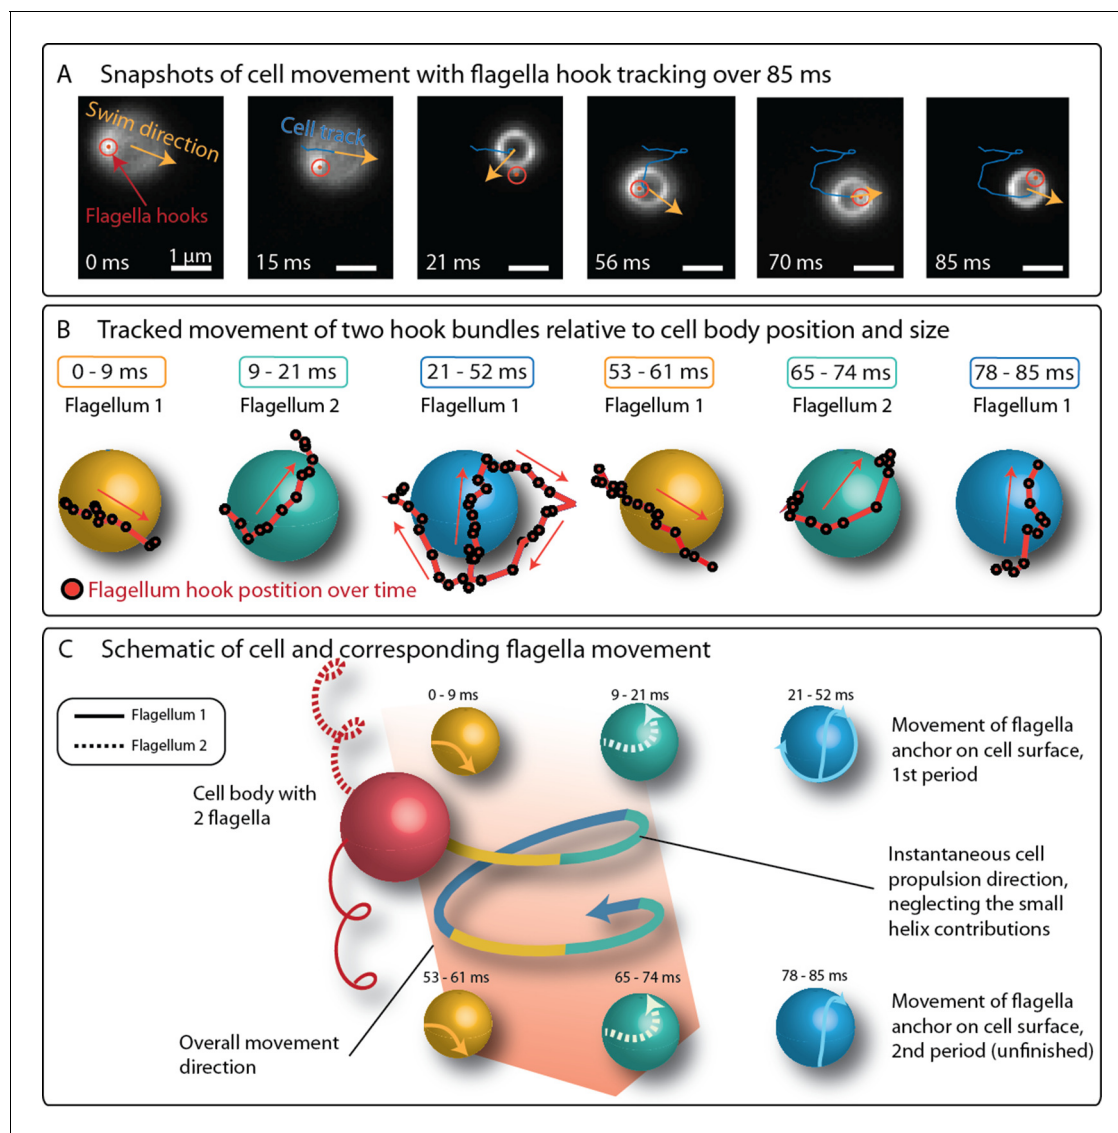 A Snapshots of cell movement with flagella hook tracking over 85 ms
Swim direction
Flagella hooks
0 ms
1 µm
Cell track
15 ms
21 ms
56 ms
70 ms
85 ms
B Tracked movement of two hook bundles relative to cell body position and size
0 - 9 ms
9 - 21 ms
21 - 52 ms
53 - 61 ms
65 - 74 ms
78 - 85 ms
Flagellum 1
Flagellum 2
Flagellum 1
Flagellum 1
Flagellum 2
Flagellum 1
Flagellum hook postition over time
C Schematic of cell and corresponding flagella movement
Flagellum 1
Flagellum 2
Cell body with
2 flagella
0 - 9 ms
9 - 21 ms
21 - 52 ms
Movement of flagella
anchor on cell surface,
1st period
Instantaneous cell
propulsion direction,
neglecting the small
helix contributions
53 - 61 ms
65 - 74 ms
78 - 85 ms
Movement of flagella
anchor on cell surface,
2nd period (unfinished)
Overall movement
direction